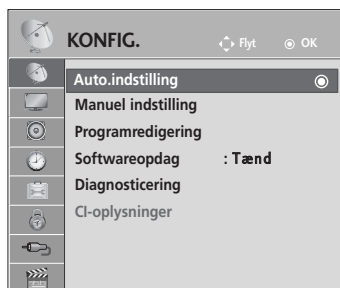 KONFIG. Flyt OK
Auto.indstilling
Manuel indstilling
Programredigering
Softwareopdag : Tænd
Diagnosticering
CI-oplysninger